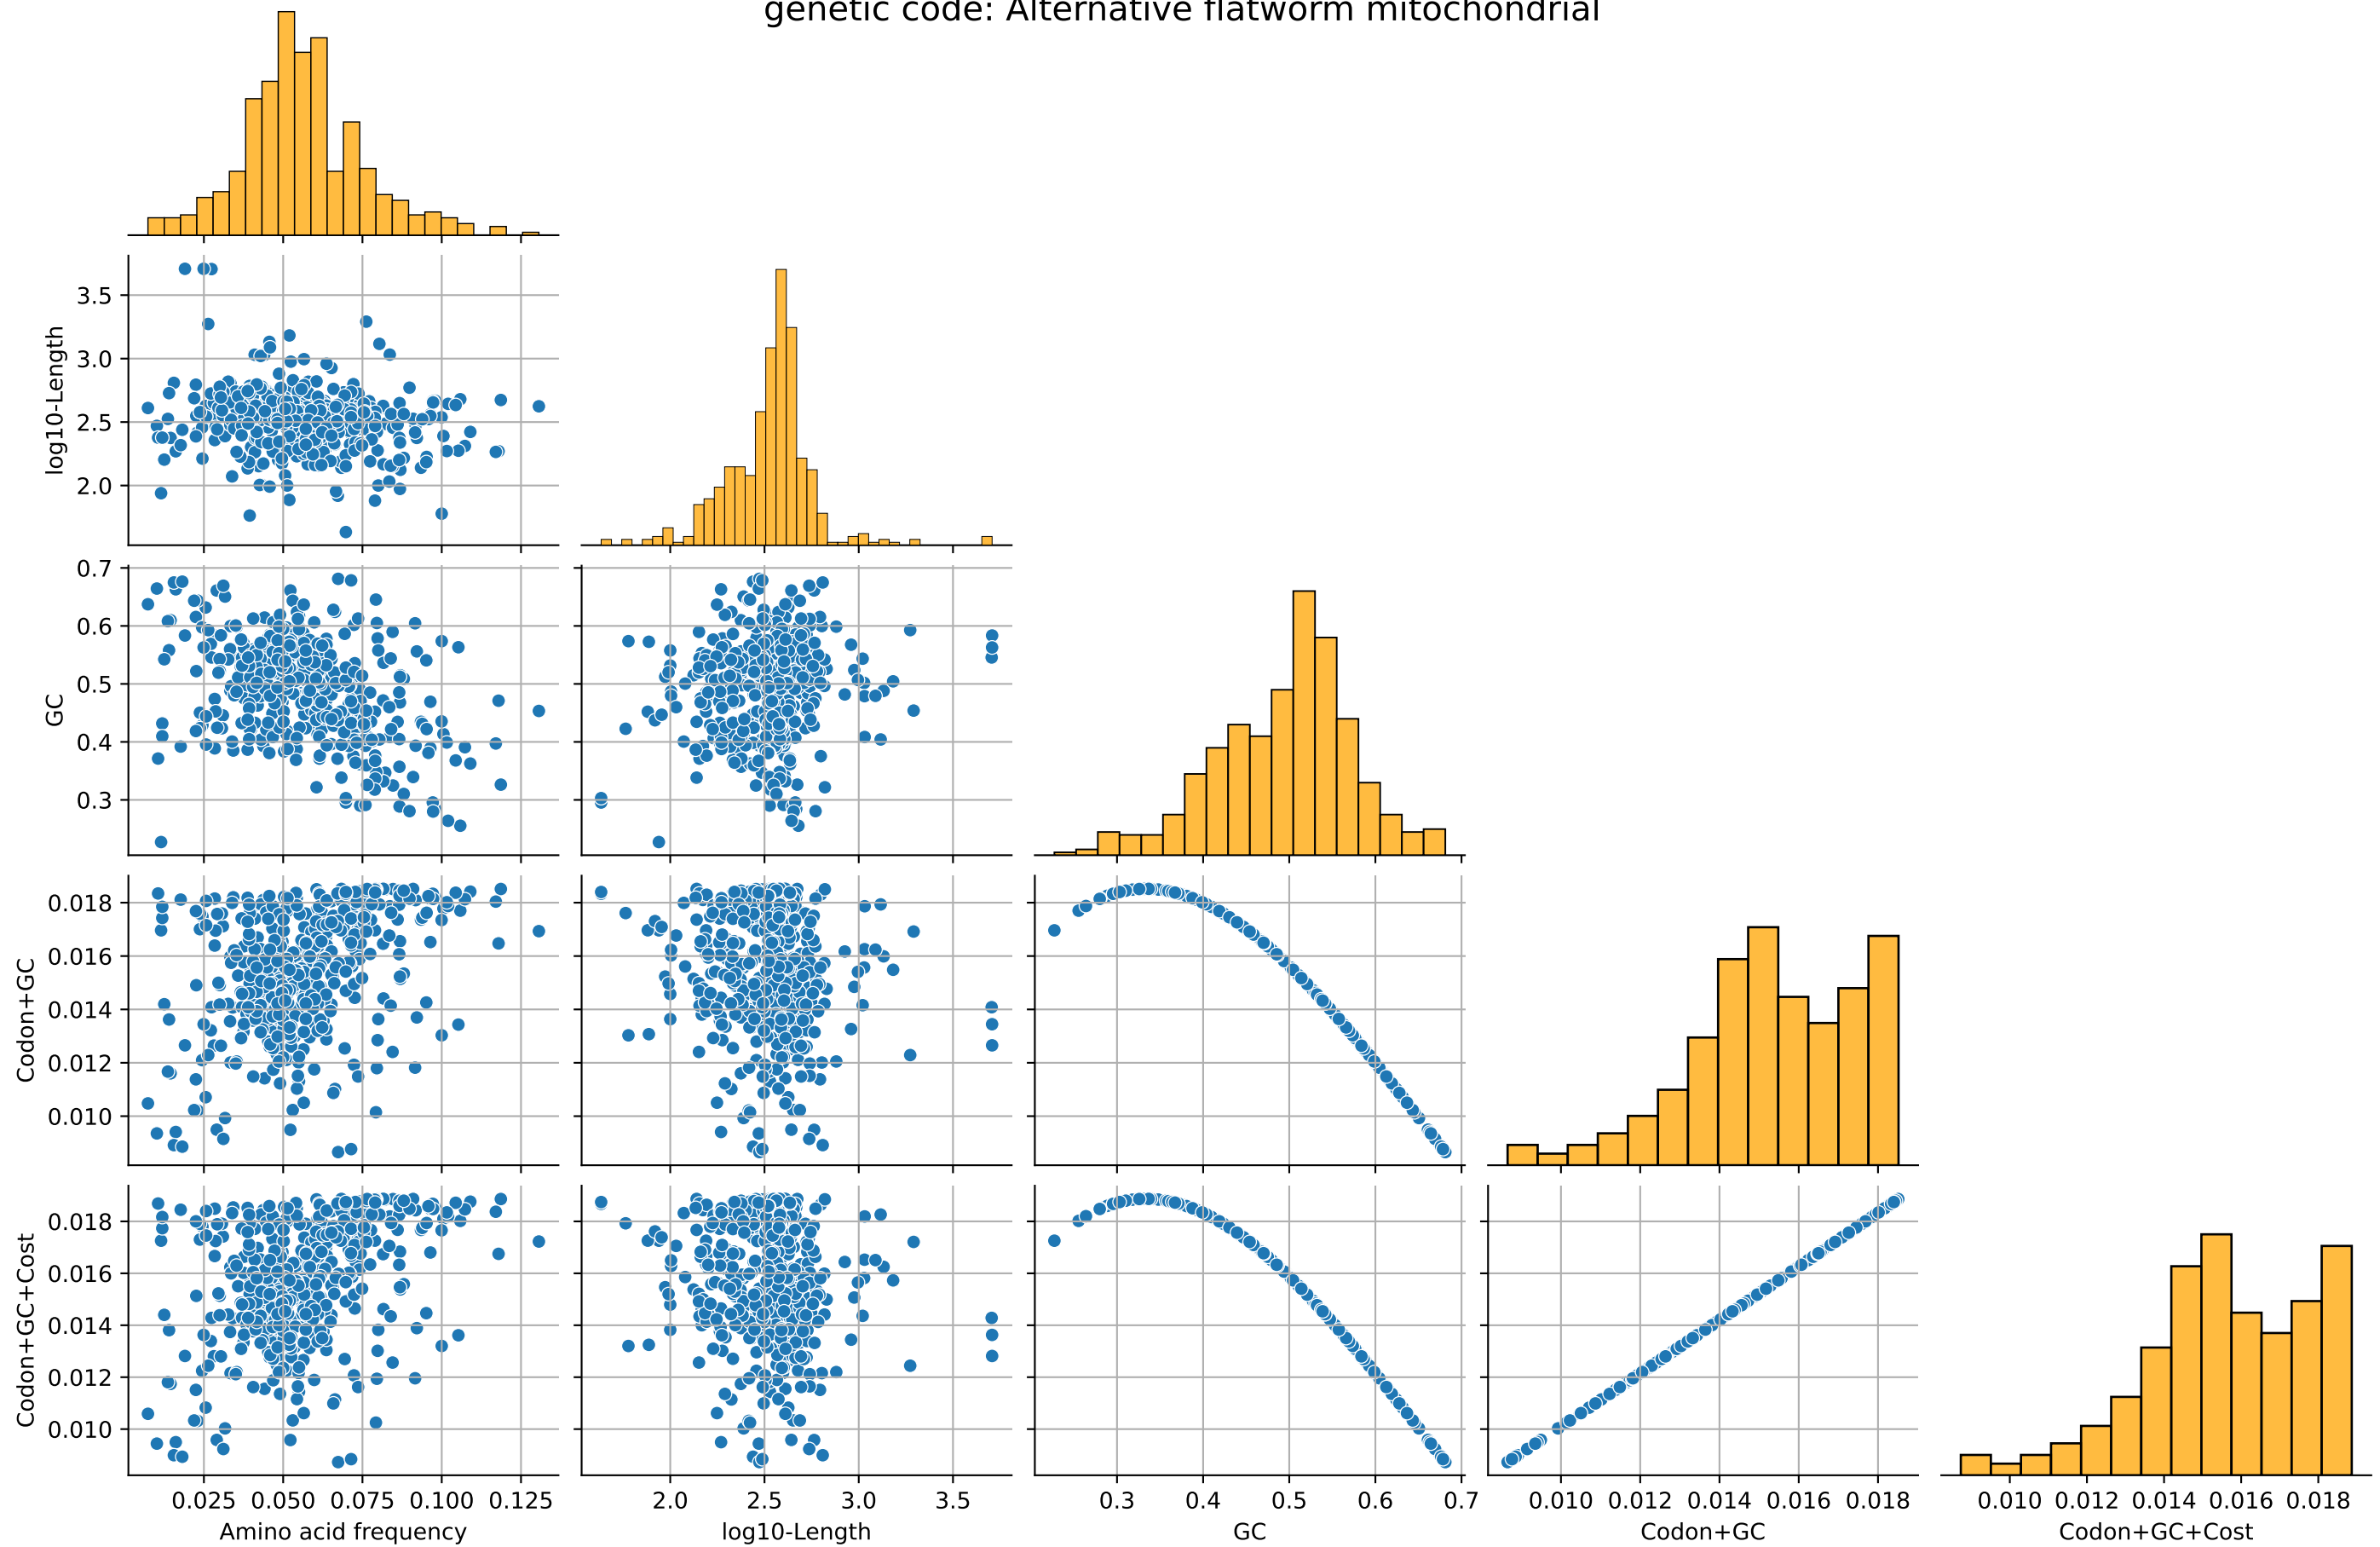 genetic code: Alternative flatworm mitochondrial
3.5
3.0
2.5
2.0
log10-Length
0.7
0.6
0.5
0.4
0.3
GC
0.018
0.016
0.014
0.012
0.010
Codon+GC
0.018
0.016
0.014
0.012
0.010
Codon+GC+Cost
0.025 0.050 0.075 0.100 0.125
2.0 2.5 3.0 3.5
0.3 0.4 0.5 0.6 0.7
0.010 0.012 0.014 0.016 0.018
0.010 0.012 0.014 0.016 0.018
Amino acid frequency
log10-Length
GC
Codon+GC
Codon+GC+Cost